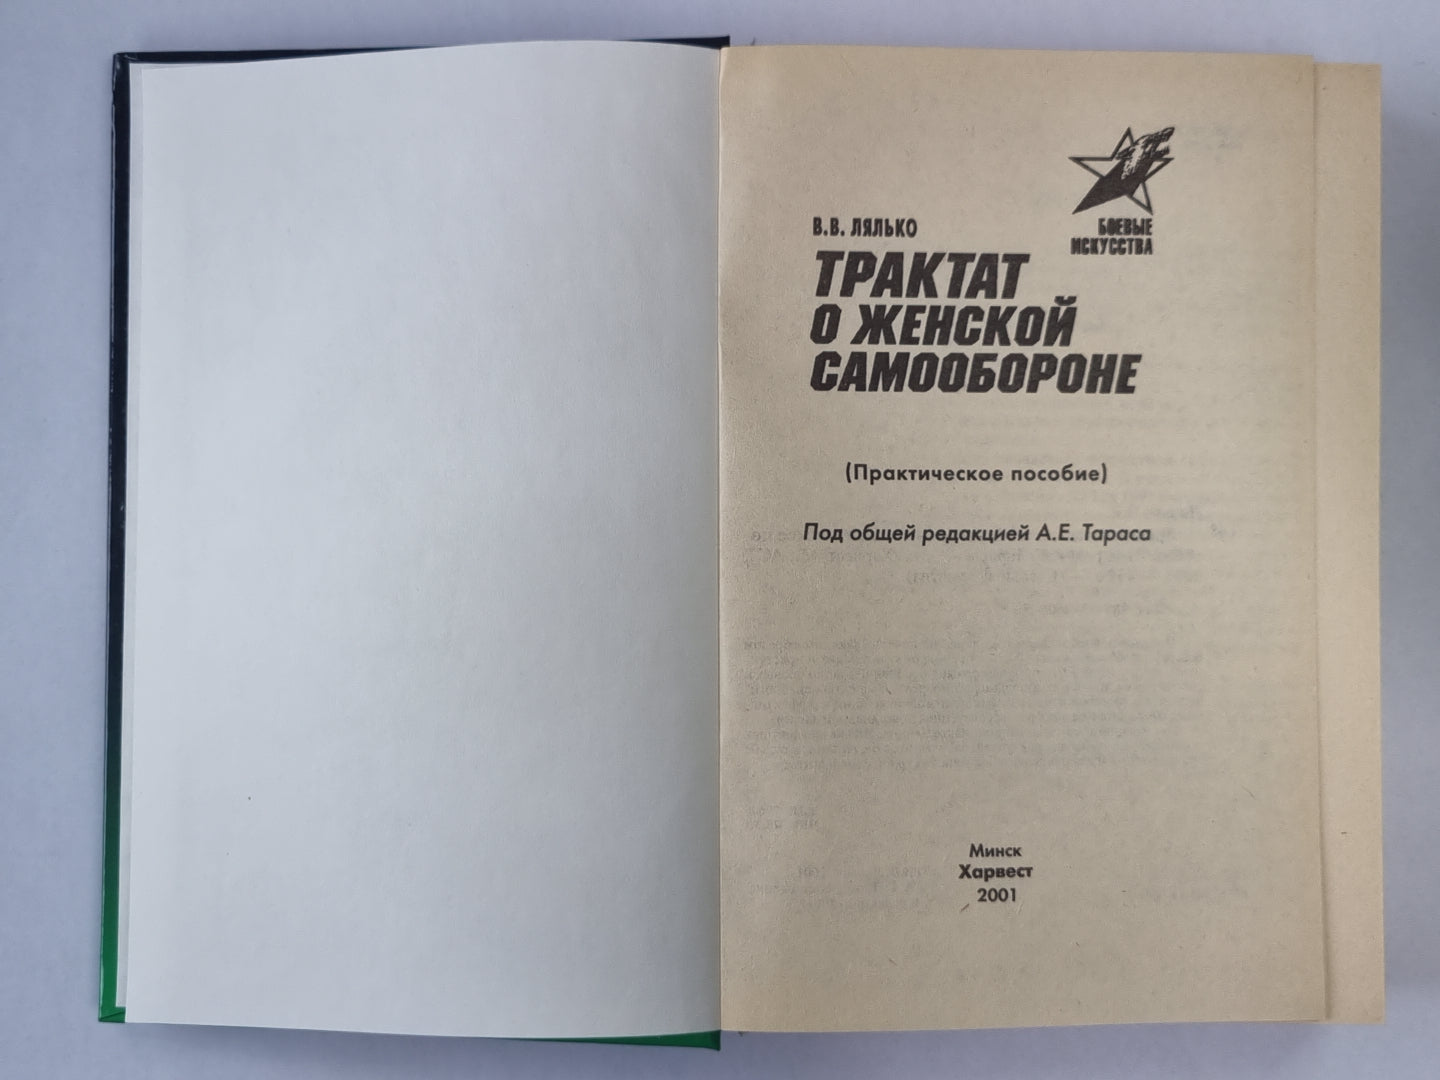 БОЕВЫЕ
ИСКУССТВА
В.В. ЛЯЛЬКО
ТРАКТАТ
О ЖЕНСКОЙ
САМООБОРОНЕ
(Практическое пособие)
Под общей редакцией А.Е. Тараса
Минск
Харвест
2001